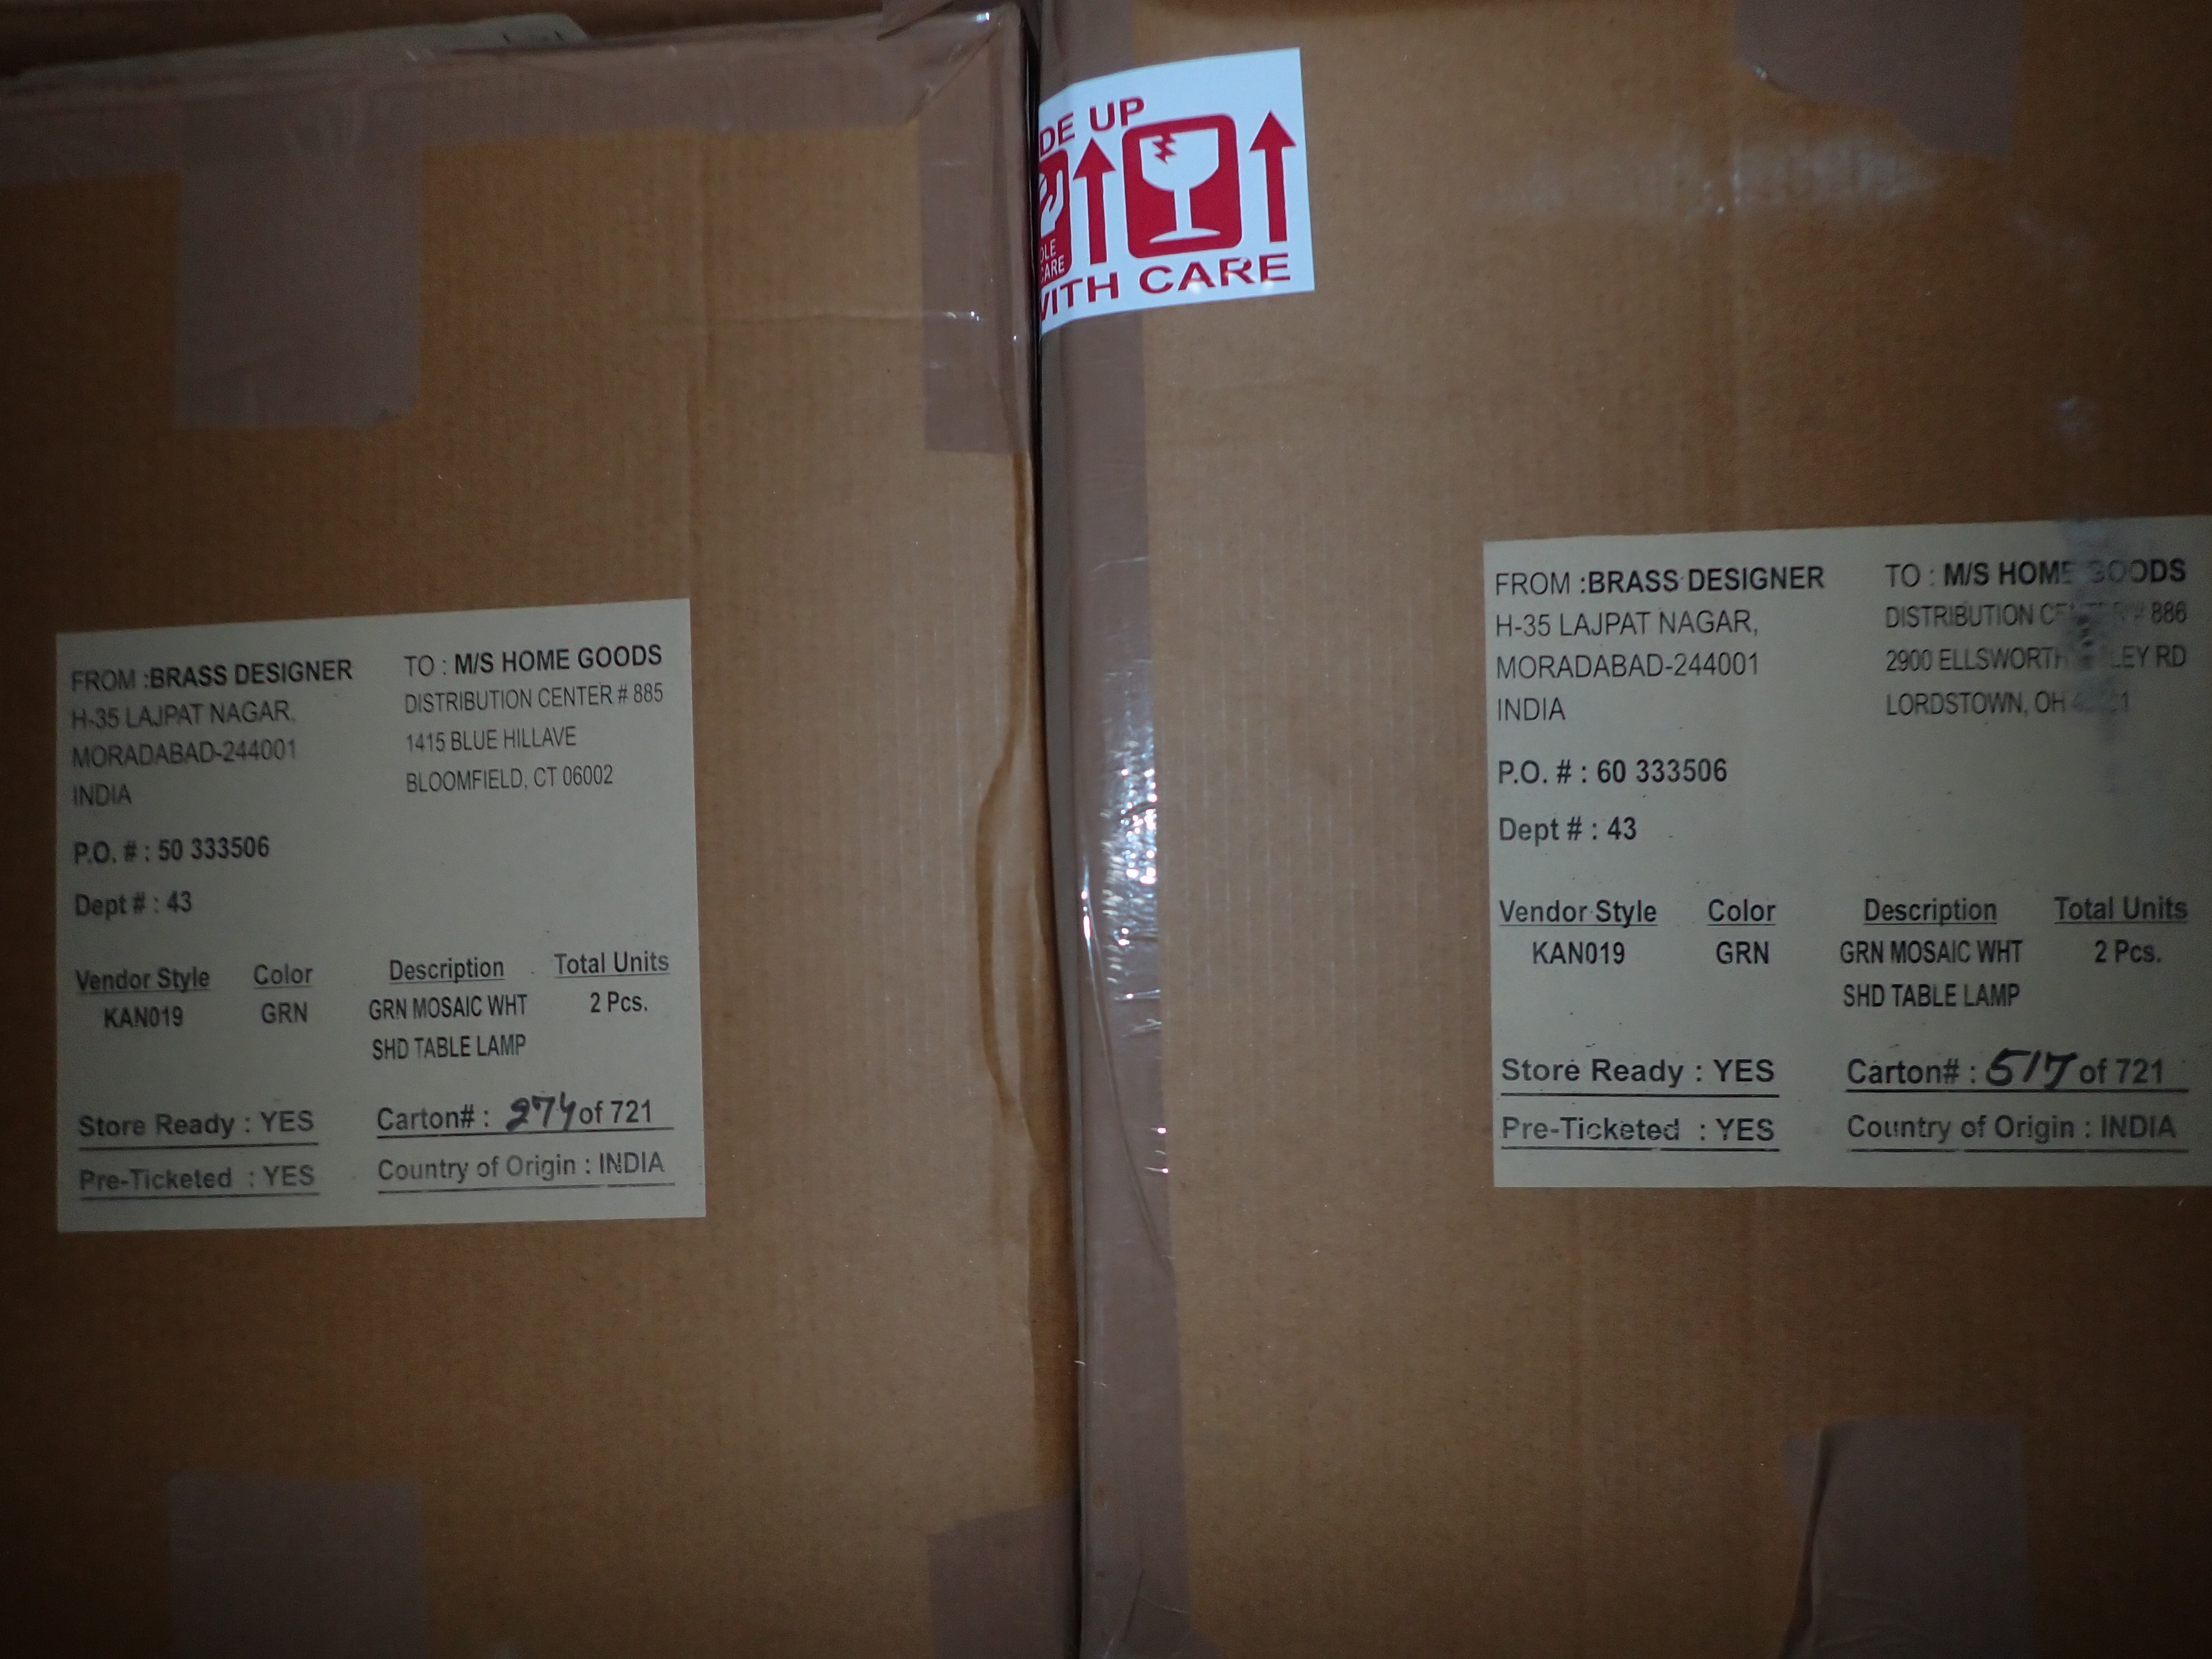 DE UP
WITH CARE
FROM :BRASS DESIGNER
H-35 LAJPAT NAGAR,
MORADABAD-244001
INDIA
TO : M/S HOME GOODS
DISTRIBUTION CENTER # 885
1415 BLUE HILLAVE
BLOOMFIELD, CT 06002
P.O. # : 50 333506
Dept # : 43
Vendor Style Color Description Total Units
KAN019 GRN GRN MOSAIC WHT 2 Pcs.
SHD TABLE LAMP
Store Ready : YES Carton# : 274 of 721
Pre-Ticketed : YES Country of Origin : INDIA
FROM :BRASS DESIGNER
H-35 LAJPAT NAGAR,
MORADABAD-244001
INDIA
TO : M/S HOME GOODS
DISTRIBUTION CENTER # 886
2900 ELLSWORTH RD
LORDSTOWN, OH
P.O. # : 60 333506
Dept # : 43
Vendor Style Color Description Total Units
KAN019 GRN GRN MOSAIC WHT 2 Pcs.
SHD TABLE LAMP
Store Ready : YES Carton# : 517 of 721
Pre-Ticketed : YES Country of Origin : INDIA